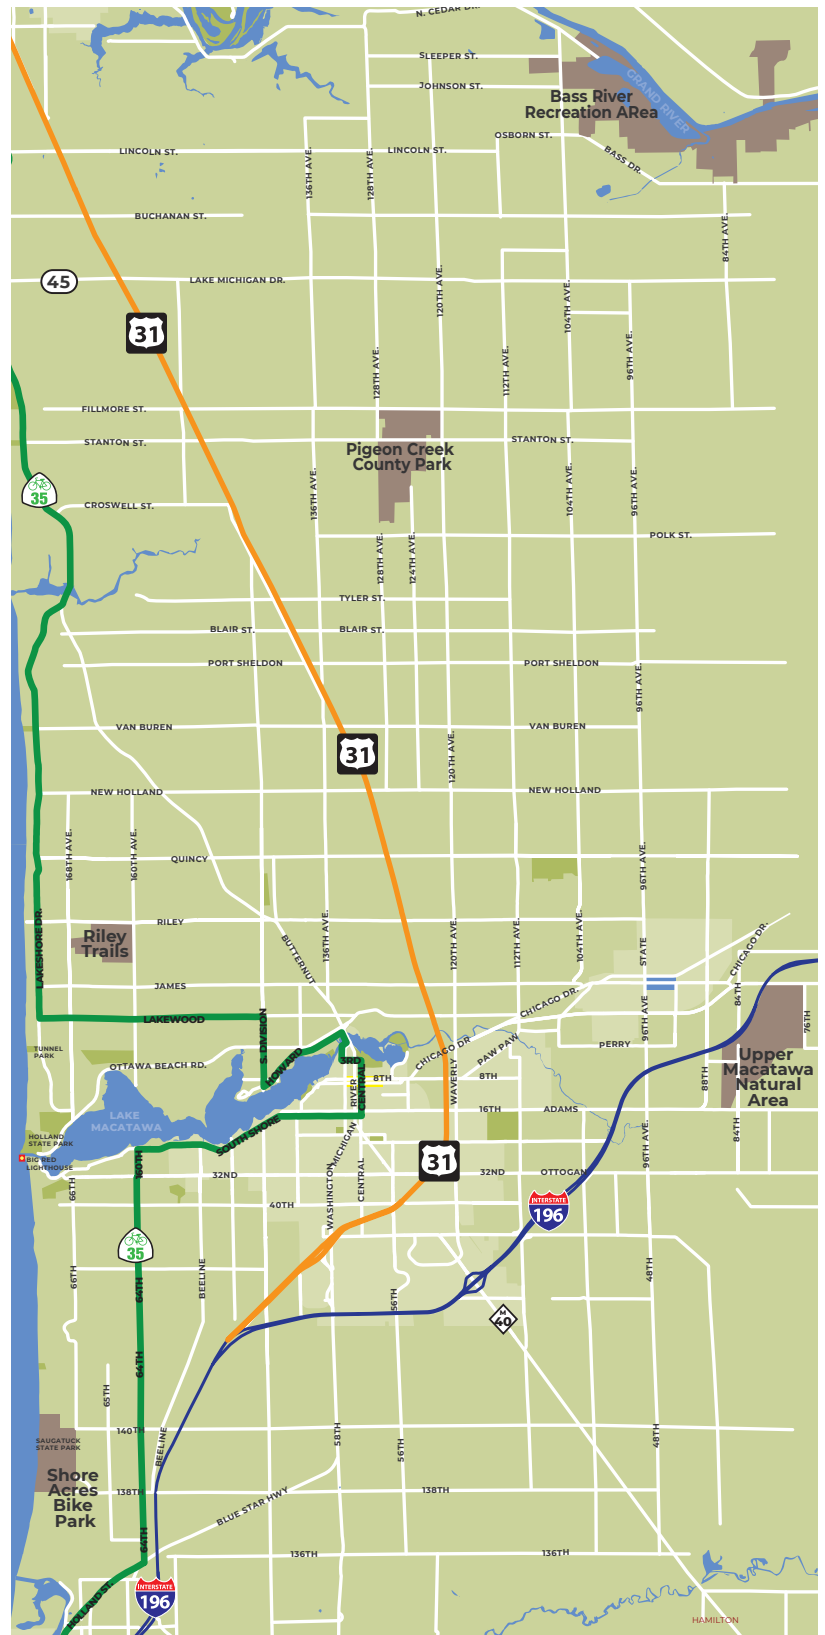 N. CEDAR DR.
SLEEPER ST.
JOHNSON ST.
GRAND RIVER
Bass River
Recreation ARea
OSBORN ST.
BASS DR.
LINCOLN ST.
LINCOLN ST.
136TH AVE.
128TH AVE.
BUCHANAN ST.
84TH AVE.
45
LAKE MICHIGAN DR.
120TH AVE.
104TH AVE.
31
128TH AVE.
112TH AVE.
96TH AVE.
FILLMORE ST.
STANTON ST.
STANTON ST.
Pigeon Creek
County Park
35
CROSWELL ST.
136TH AVE.
104TH AVE.
96TH AVE.
POLK ST.
128TH AVE.
124TH AVE.
TYLER ST.
BLAIR ST.
BLAIR ST.
PORT SHELDON
PORT SHELDON
96TH AVE.
VAN BUREN
VAN BUREN
31
120TH AVE.
NEW HOLLAND
NEW HOLLAND
168TH AVE.
160TH AVE.
QUINCY
96TH AVE.
RILEY
Riley
Trails
LAKESHORE DR.
BUTTERNUT
136TH AVE.
120TH AVE.
112TH AVE.
104TH AVE.
STATE
CHICAGO DR.
JAMES
84TH
CHICAGO DR.
LAKEWOOD
S. DIVISION
96TH AVE
76TH
TUNNEL
PARK
OTTAWA BEACH RD.
HOWARD
3RD
CHICAGO DR
PAW PAW
PERRY
Upper
Macatawa
Natural
Area
8TH
8TH
RIVER
CENTRAL
WAVERLY
88TH
LAKE
MACATAWA
16TH
ADAMS
HOLLAND
STATE PARK
SOUTH SHORE
MICHIGAN
96TH AVE.
84TH
BIG RED
LIGHTHOUSE
160TH
32ND
WASHINGTON
CENTRAL
31
32ND
OTTOGAN
66TH
40TH
INTERSTATE
196
35
66TH
64TH
BEELINE
56TH
48TH
M
40
64TH
65TH
140TH
BEELINE
58TH
56TH
48TH
SAUGATUCK
STATE PARK
Shore
Acres
Bike
Park
138TH
BLUE STAR HWY
138TH
64TH
136TH
136TH
HOLLAND ST.
INTERSTATE
196
HAMILTON